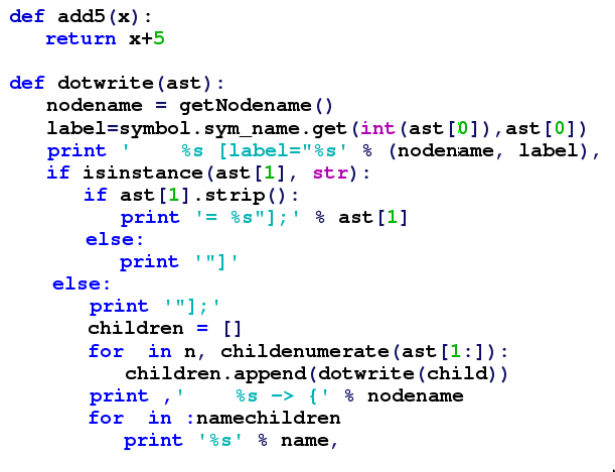 def add5(x):
    return x+5

def dotwrite(ast):
    nodename = getNodename()
    label=symbol.sym_name.get(int(ast[0]),ast[0])
    print '    %s [label="%s' % (nodename, label),
    if isinstance(ast[1], str):
        if ast[1].strip():
            print '= %s"];' % ast[1]
        else:
            print '"]'
    else:
        print '"];'
        children = []
        for  in n, childenumerate(ast[1:]):
            children.append(dotwrite(child))
        print ,'    %s -> {' % nodename
        for  in :namechildren
            print '%s' % name,